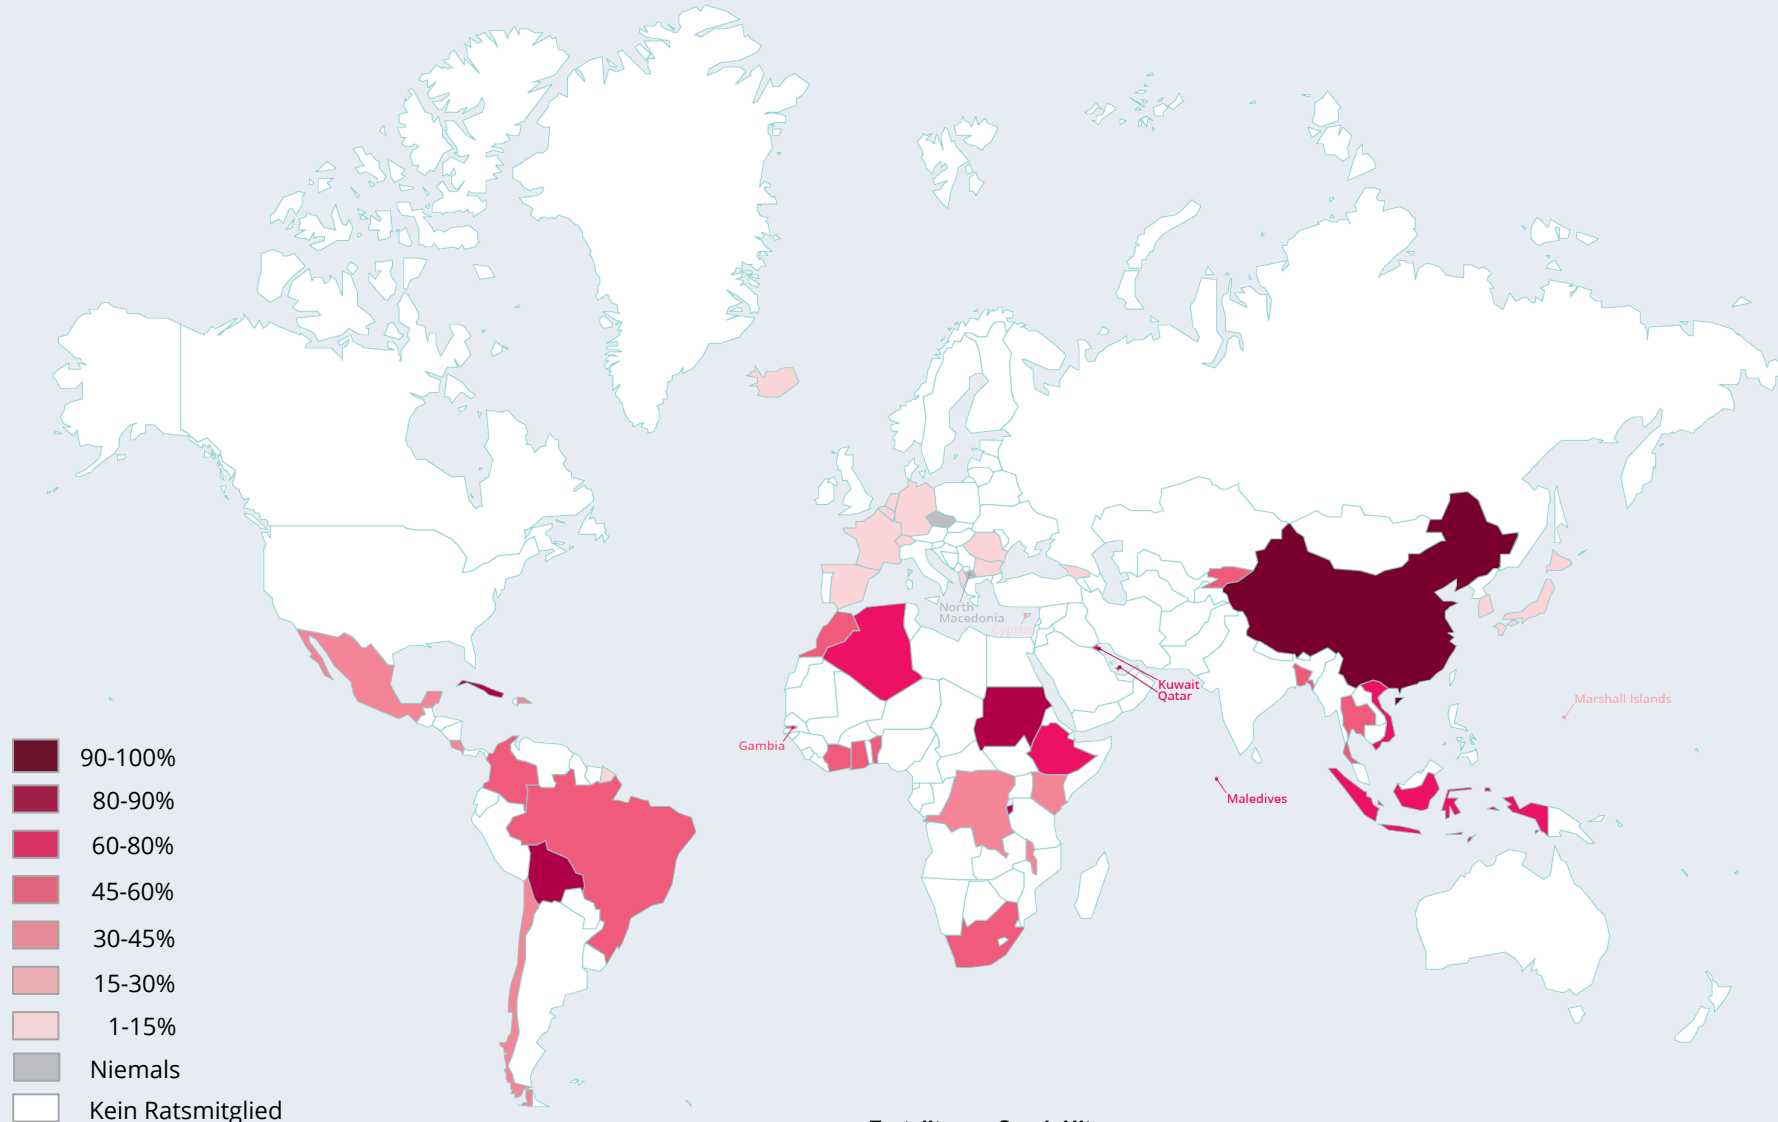 North
Macedonia
Cyprus
Kuwait
Qatar
Marshall Islands
Gambia
Maledives
90-100%
80-90%
60-80%
45-60%
30-45%
15-30%
1-15%
Niemals
Kein Ratsmitglied